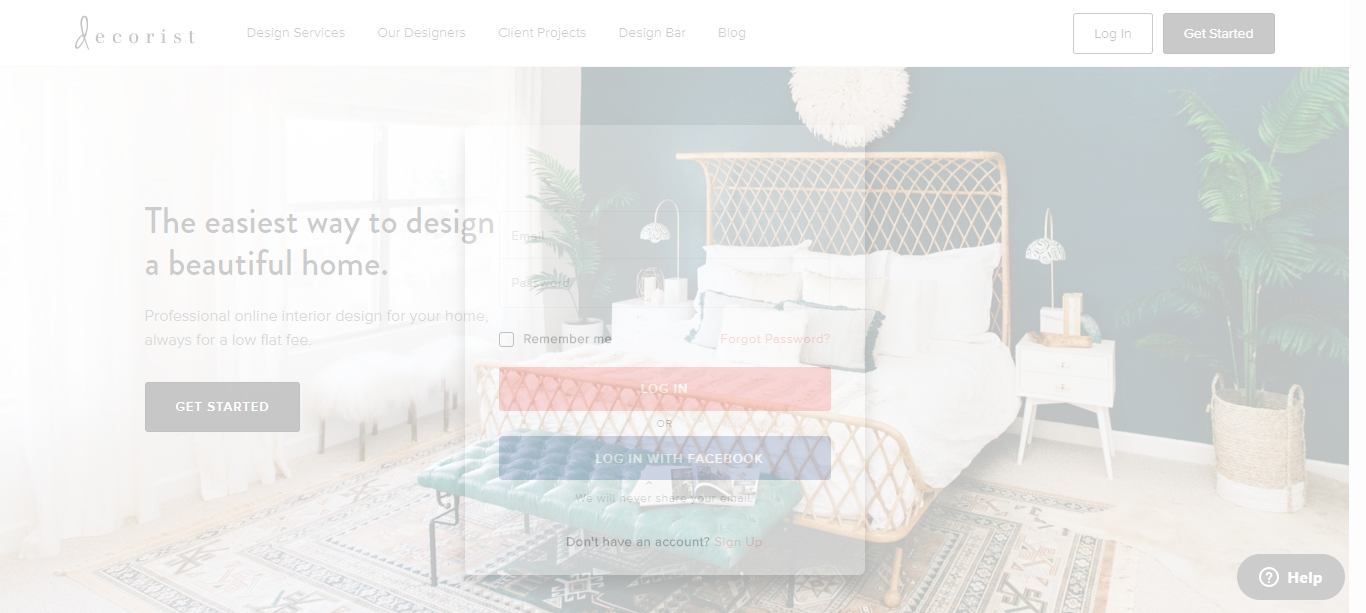 decorist
Design Services
Our Designers
Client Projects
Design Bar
Blog
Log In
Get Started
The easiest way to design
a beautiful home.
Professional online interior design for your home,
always for a low flat fee.
GET STARTED
Email
Password
Remember me
Forgot Password?
LOG IN
OR
LOG IN WITH FACEBOOK
We will never share your email.
Don't have an account? Sign Up
Help